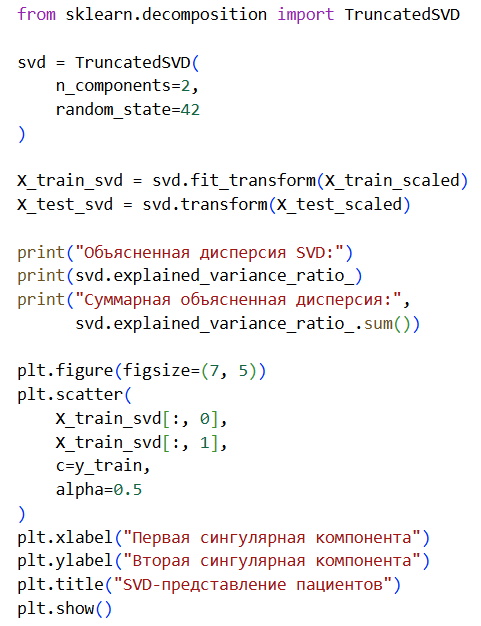 from sklearn.decomposition import TruncatedSVD
svd = TruncatedSVD(
    n_components=2,
    random_state=42
)
X_train_svd = svd.fit_transform(X_train_scaled)
X_test_svd = svd.transform(X_test_scaled)
print("Объясненная дисперсия SVD:")
print(svd.explained_variance_ratio_)
print("Суммарная объясненная дисперсия:",
      svd.explained_variance_ratio_.sum())
plt.figure(figsize=(7, 5))
plt.scatter(
    X_train_svd[:, 0],
    X_train_svd[:, 1],
    c=y_train,
    alpha=0.5
)
plt.xlabel("Первая сингулярная компонента")
plt.ylabel("Вторая сингулярная компонента")
plt.title("SVD-представление пациентов")
plt.show()